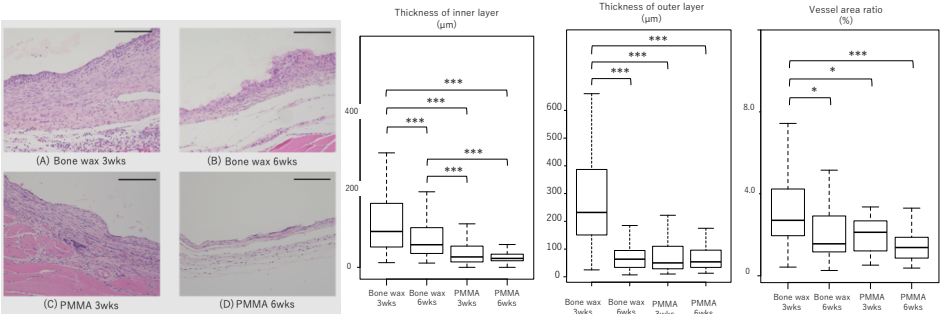 (A) Bone wax 3wks
(B) Bone wax 6wks
(C) PMMA 3wks
(D) PMMA 6wks
Thickness of inner layer
(μm)
***
***
***
***
***
400
200
0
Bone wax
3wks
Bone wax
6wks
PMMA
3wks
PMMA
6wks
Thickness of outer layer
(μm)
***
***
***
600
500
400
300
200
100
0
Bone wax
3wks
Bone wax
6wks
PMMA
3wks
PMMA
6wks
Vessel area ratio
(%)
***
*
*
8.0
4.0
0
Bone wax
3wks
Bone wax
6wks
PMMA
3wks
PMMA
6wks